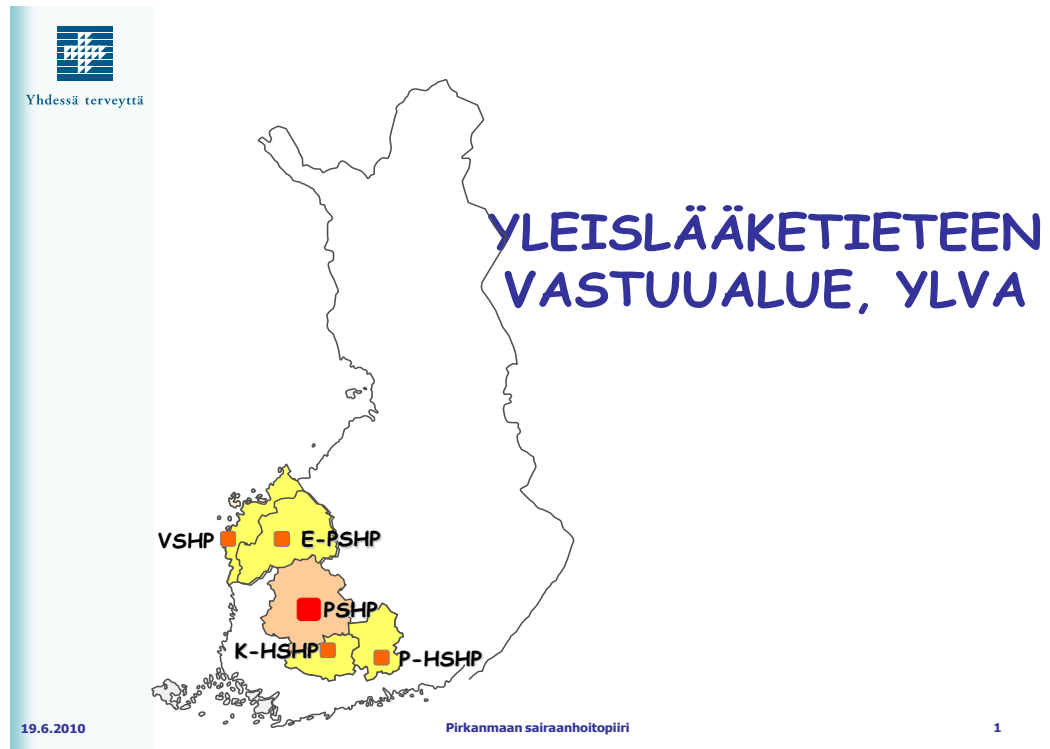 Yhdessä terveyttä
YLEISLÄÄKETIETEEN
VASTUUALUE, YLVA
VSHP
E-PSHP
PSHP
K-HSHP
P-HSHP
19.6.2010
Pirkanmaan sairaanhoitopiiri
1